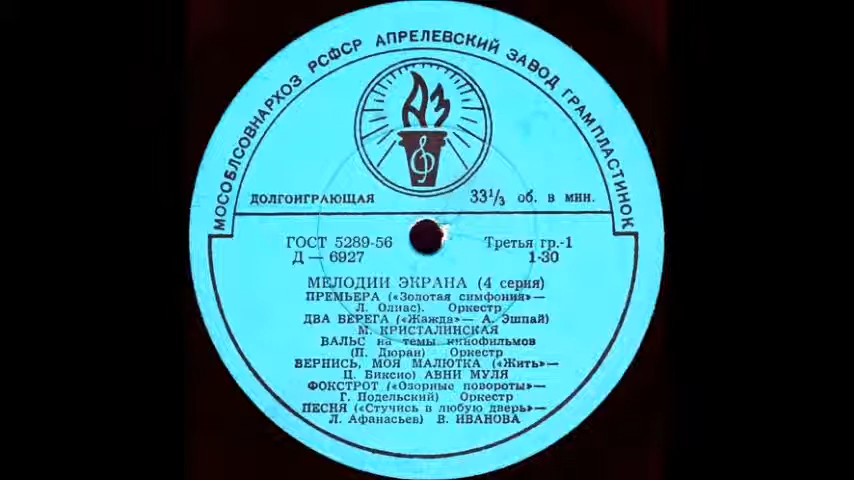 МОСОБЛСОВНАРХОЗ РСФСР АПРЕЛЕВСКИЙ ЗАВОД ГРАМПЛАСТИНОК
АЗ
ДОЛГОИГРАЮЩАЯ 33⅓ об. в мин.
ГОСТ 5289-56 Третья гр.-1
Д — 6927 1-30
МЕЛОДИИ ЭКРАНА (4 серия)
ПРЕМЬЕРА («Золотая симфония»—
Л. Олиас). Оркестр
ДВА БЕРЕГА («Жажда»— А. Эшпай)
М. КРИСТАЛИНСКАЯ
ВАЛЬС на темы кинофильмов
(П. Дюран) Оркестр
ВЕРНИСЬ, МОЯ МАЛЮТКА («Жить»—
Ц. Биксио) АВНИ МУЛЯ
ФОКСТРОТ («Озорные повороты»—
Г. Подельский) Оркестр
ПЕСНЯ («Стучись в любую дверь»—
Л. Афанасьев) В. ИВАНОВА